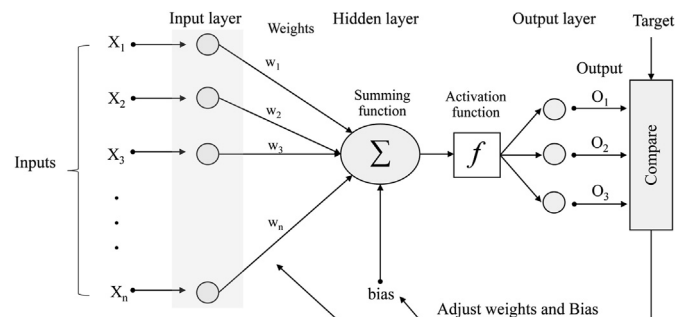 Input layer
Weights
Hidden layer
Output layer
Target
X1
X2
X3
Xn
Inputs
w1
w2
w3
wn
Summing
function
Σ
bias
Activation
function
f
Output
O1
O2
O3
Compare
Adjust weights and Bias